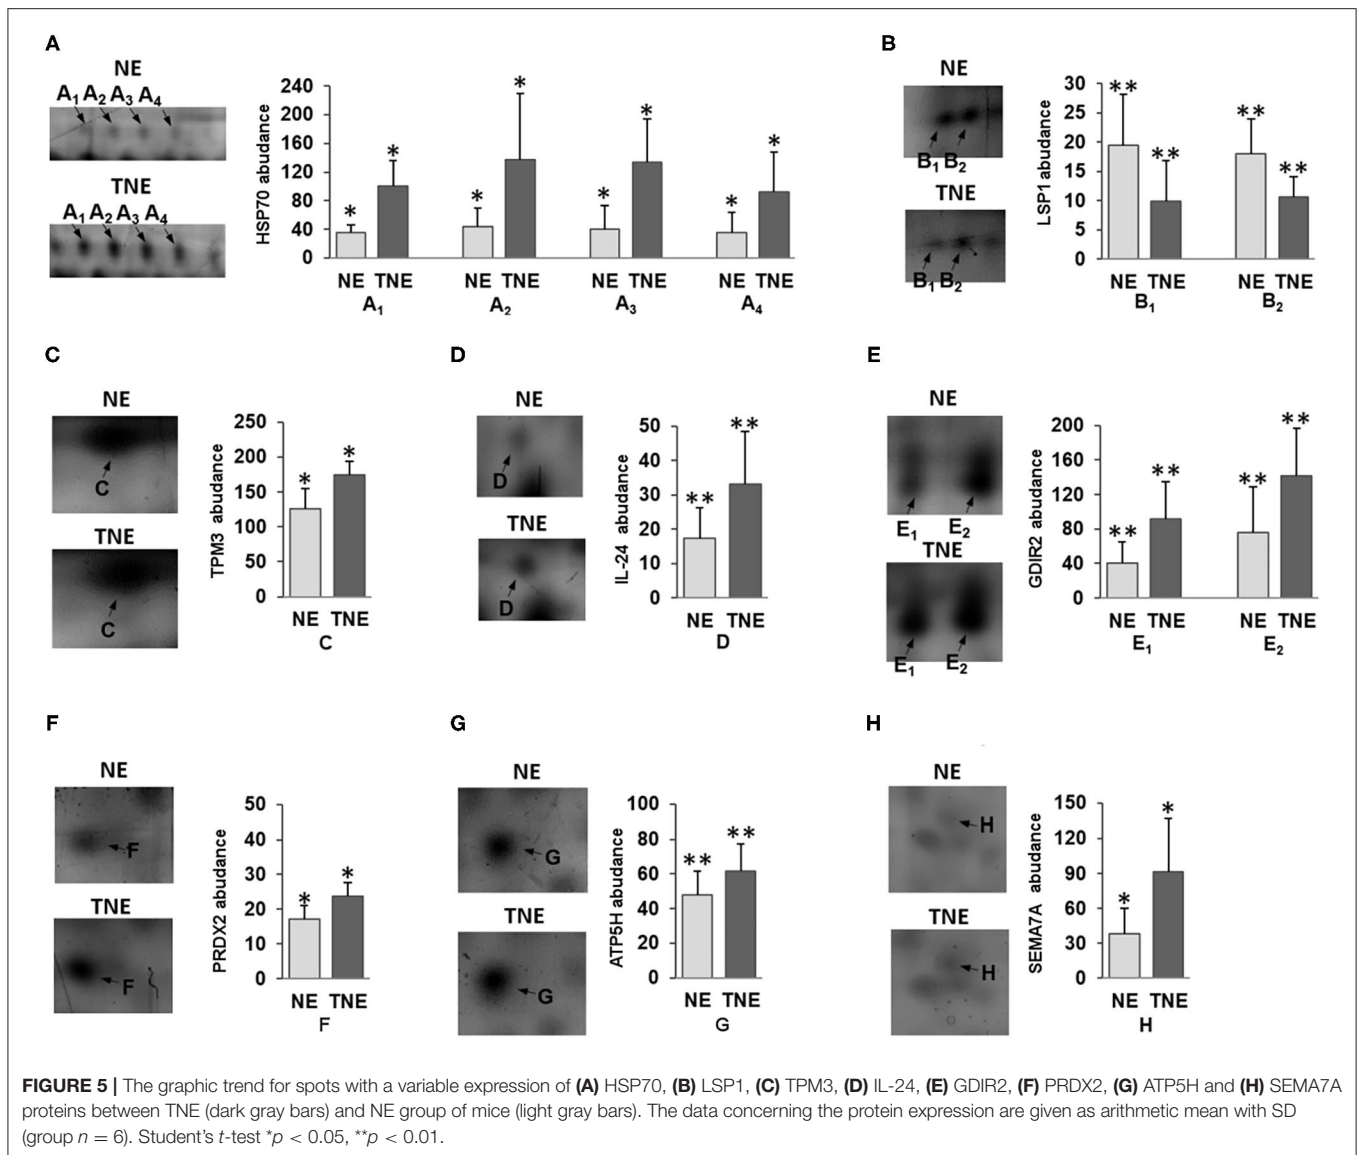 A
NE
A1 A2 A3 A4
TNE
A1 A2 A3 A4
HSP70 abudance
240
200
160
120
80
40
0
* * * * * * * *
NE TNE NE TNE NE TNE NE TNE
A1 A2 A3 A4
B
NE
B1 B2
TNE
B1 B2
LSP1 abudance
30
25
20
15
10
5
0
** ** ** **
NE TNE NE TNE
B1 B2
C
NE
C
TNE
C
TPM3 abudance
250
200
150
100
50
0
* *
NE TNE
C
D
NE
D
TNE
D
IL-24 abudance
50
40
30
20
10
0
** **
NE TNE
D
E
NE
E1 E2
TNE
E1 E2
GDIR2 abudance
200
160
120
80
40
0
** ** ** **
NE TNE NE TNE
E1 E2
F
NE
F
TNE
F
PRDX2 abudance
50
40
30
20
10
0
* *
NE TNE
F
G
NE
G
TNE
G
ATP5H abudance
100
80
60
40
20
0
** **
NE TNE
G
H
NE
H
TNE
H
SEMA7A abudance
150
120
90
60
30
0
* *
NE TNE
H
FIGURE 5 | The graphic trend for spots with a variable expression of (A) HSP70, (B) LSP1, (C) TPM3, (D) IL-24, (E) GDIR2, (F) PRDX2, (G) ATP5H and (H) SEMA7A
proteins between TNE (dark gray bars) and NE group of mice (light gray bars). The data concerning the protein expression are given as arithmetic mean with SD
(group n = 6). Student's t-test *p < 0.05, **p < 0.01.